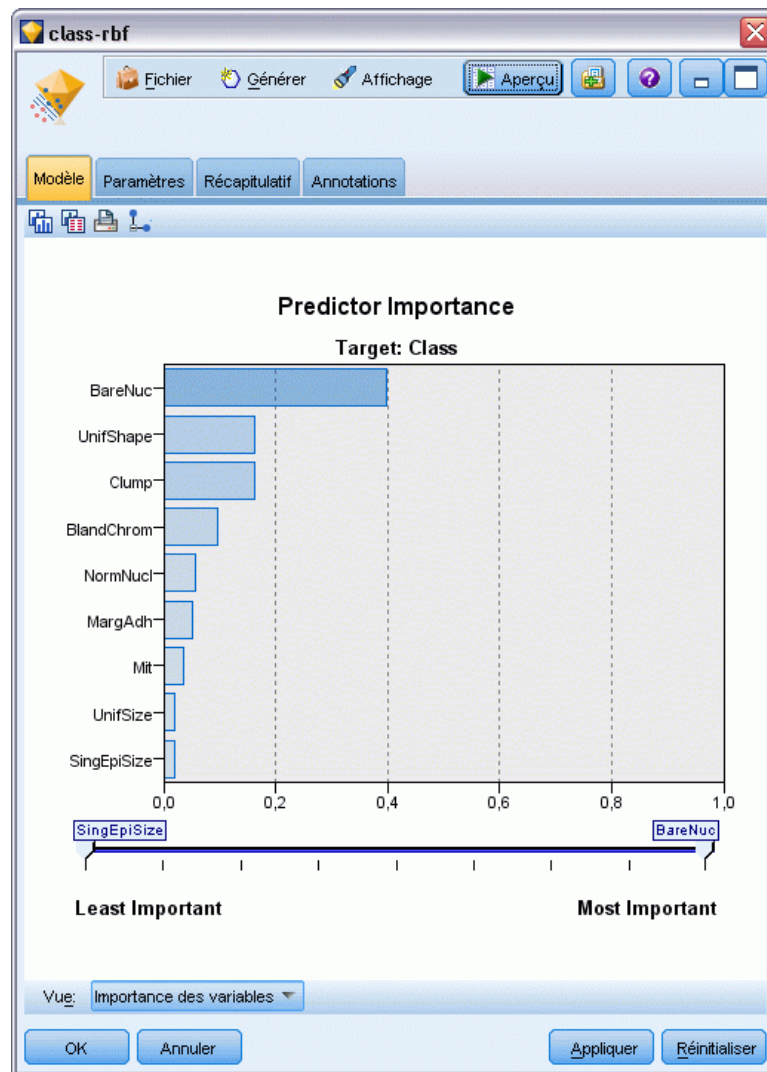 class-rbf
Fichier Générer Affichage Aperçu
Modèle Paramètres Récapitulatif Annotations
Predictor Importance
Target: Class
BareNuc
UnifShape
Clump
BlandChrom
NormNucl
MargAdh
Mit
UnifSize
SingEpiSize
0,0 0,2 0,4 0,6 0,8 1,0
SingEpiSize BareNuc
Least Important Most Important
Vue: Importance des variables
OK Annuler Appliquer Réinitialiser